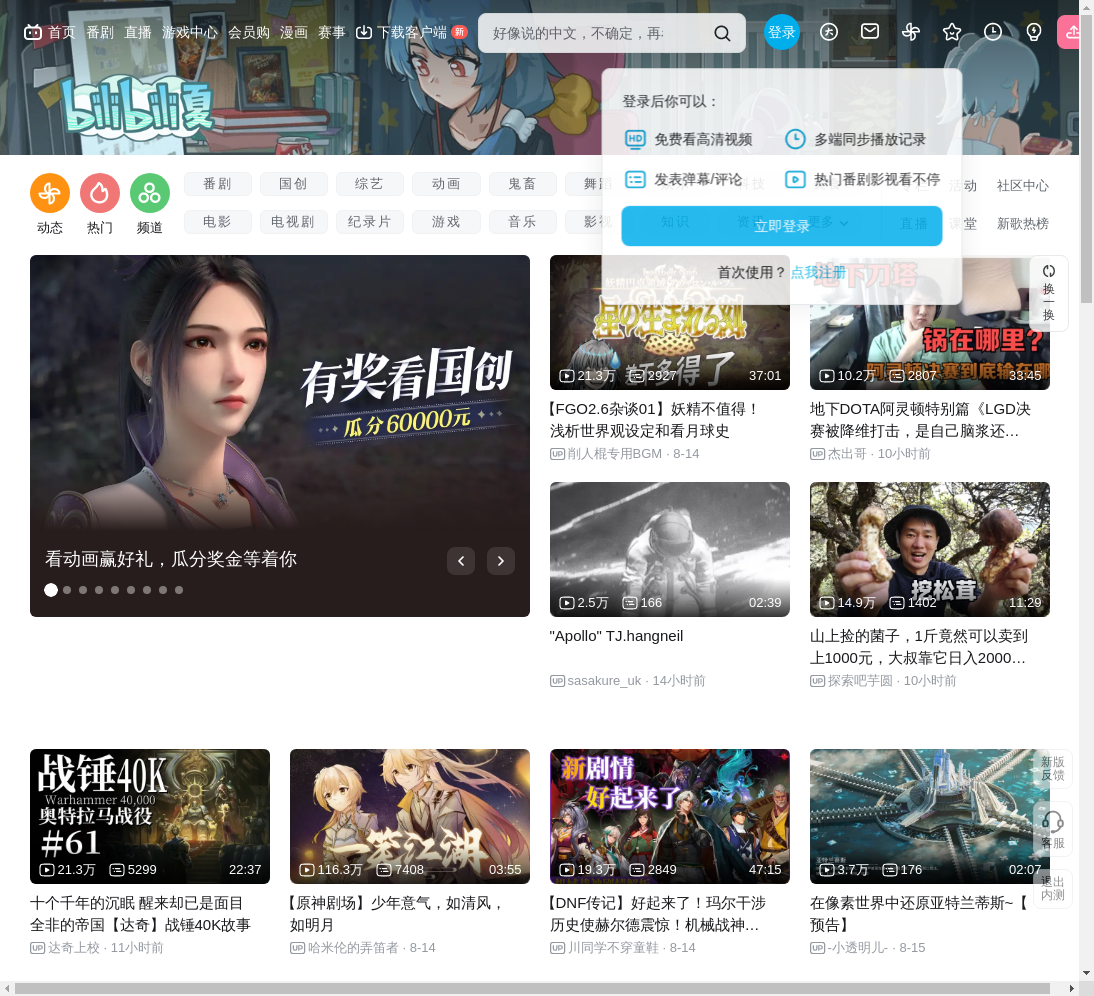 首页 番剧 直播 游戏中心 会员购 漫画 赛事 下载客户端 新 好像说的中文，不确定，再 登录
bilibili夏
登录后你可以：
HD 免费看高清视频 多端同步播放记录
发表弹幕/评论 热门番剧影视看不停
立即登录
首次使用？ 点我注册
动态 热门 频道
番剧 国创 综艺 动画 鬼畜 舞蹈 活动 社区中心
电影 电视剧 纪录片 游戏 音乐 影视 知识 资讯 更多 直播 课堂 新歌热榜
换一换
有奖看国创
瓜分60000元
看动画赢好礼，瓜分奖金等着你
星の生まれる刻
21.3万 2927 37:01
【FGO2.6杂谈01】妖精不值得！
浅析世界观设定和看月球史
UP 削人棍专用BGM · 8-14
地下刀塔
锅在哪里？
阿灵顿决赛到底输在哪
10.2万 2807 33:45
地下DOTA阿灵顿特别篇《LGD决
赛被降维打击，是自己脑浆还…
UP 杰出哥 · 10小时前
2.5万 166 02:39
"Apollo" TJ.hangneil
UP sasakure_uk · 14小时前
挖松茸
14.9万 1402 11:29
山上捡的菌子，1斤竟然可以卖到
上1000元，大叔靠它日入2000…
UP 探索吧芋圆 · 10小时前
战锤40K
Warhammer 40,000
奥特拉马战役
#61
21.3万 5299 22:37
十个千年的沉眠 醒来却已是面目
全非的帝国【达奇】战锤40K故事
UP 达奇上校 · 11小时前
一笑江湖
116.3万 7408 03:55
【原神剧场】少年意气，如清风，
如明月
UP 哈米伦的弄笛者 · 8-14
新剧情
好起来了
19.3万 2849 47:15
【DNF传记】好起来了！玛尔干涉
历史使赫尔德震惊！机械战神…
UP 川同学不穿童鞋 · 8-14
3.7万 176 02:07
在像素世界中还原亚特兰蒂斯~【
预告】
UP -小透明儿- · 8-15
新版
反馈
客服
退出
内测